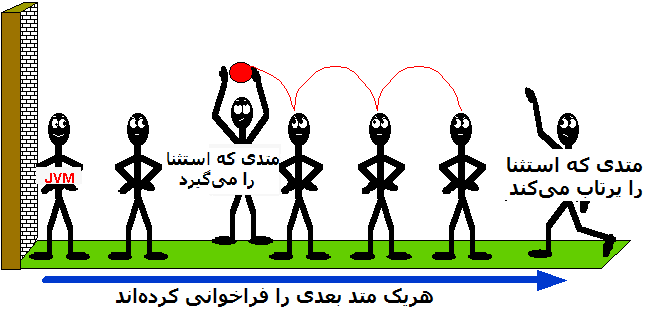 JVM
متدی که استثنا
را می‌گیرد
متدی که استثنا
را پرتاب می‌کند
هریک متد بعدی را فراخوانی کرده‌اند